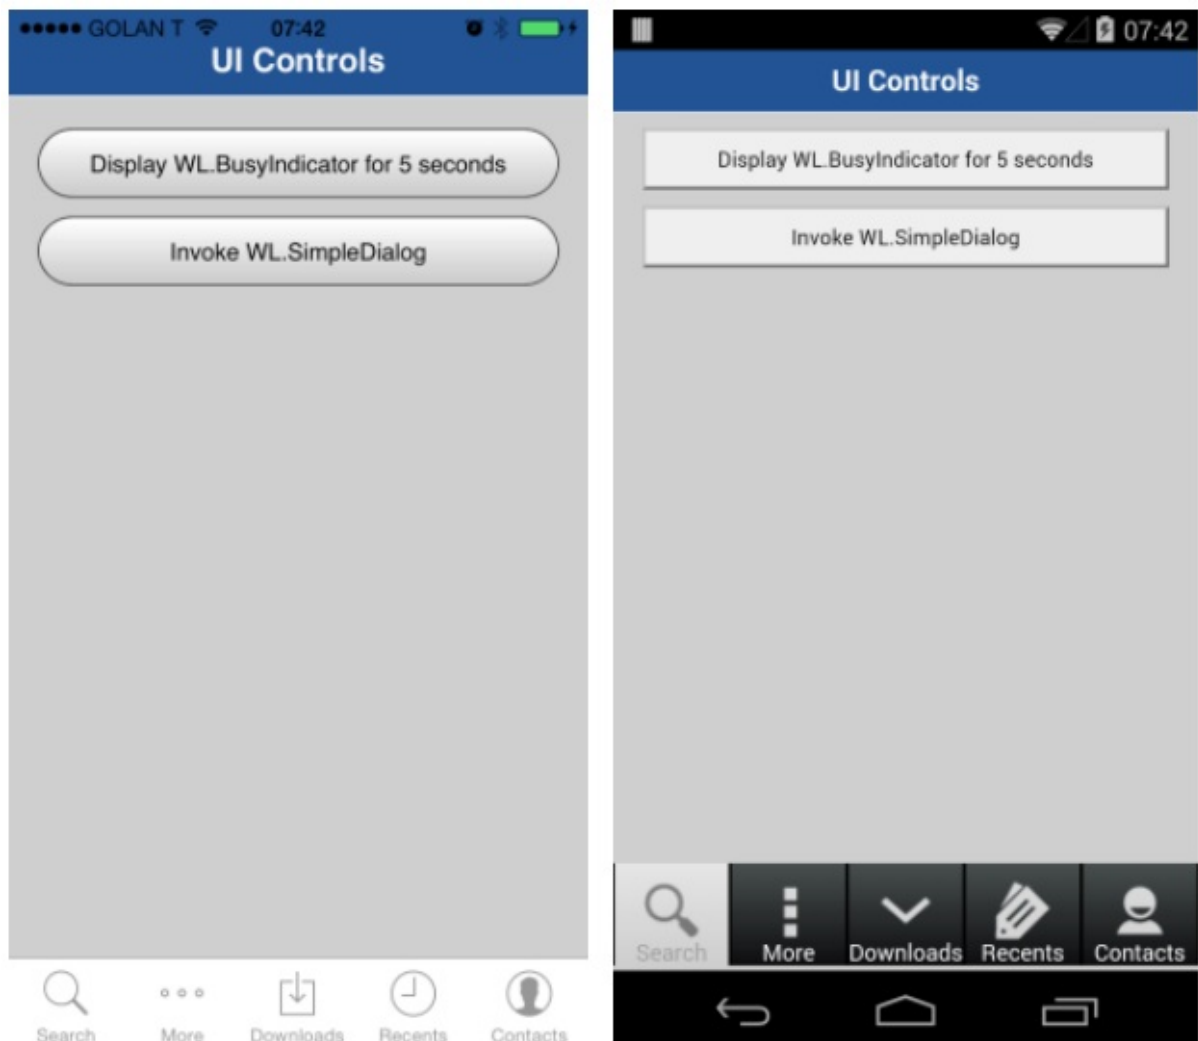 GOLAN T 07:42
UI Controls
Display WL.BusyIndicator for 5 seconds
Invoke WL.SimpleDialog
Search More Downloads Recents Contacts
07:42
UI Controls
Display WL.BusyIndicator for 5 seconds
Invoke WL.SimpleDialog
Search More Downloads Recents Contacts